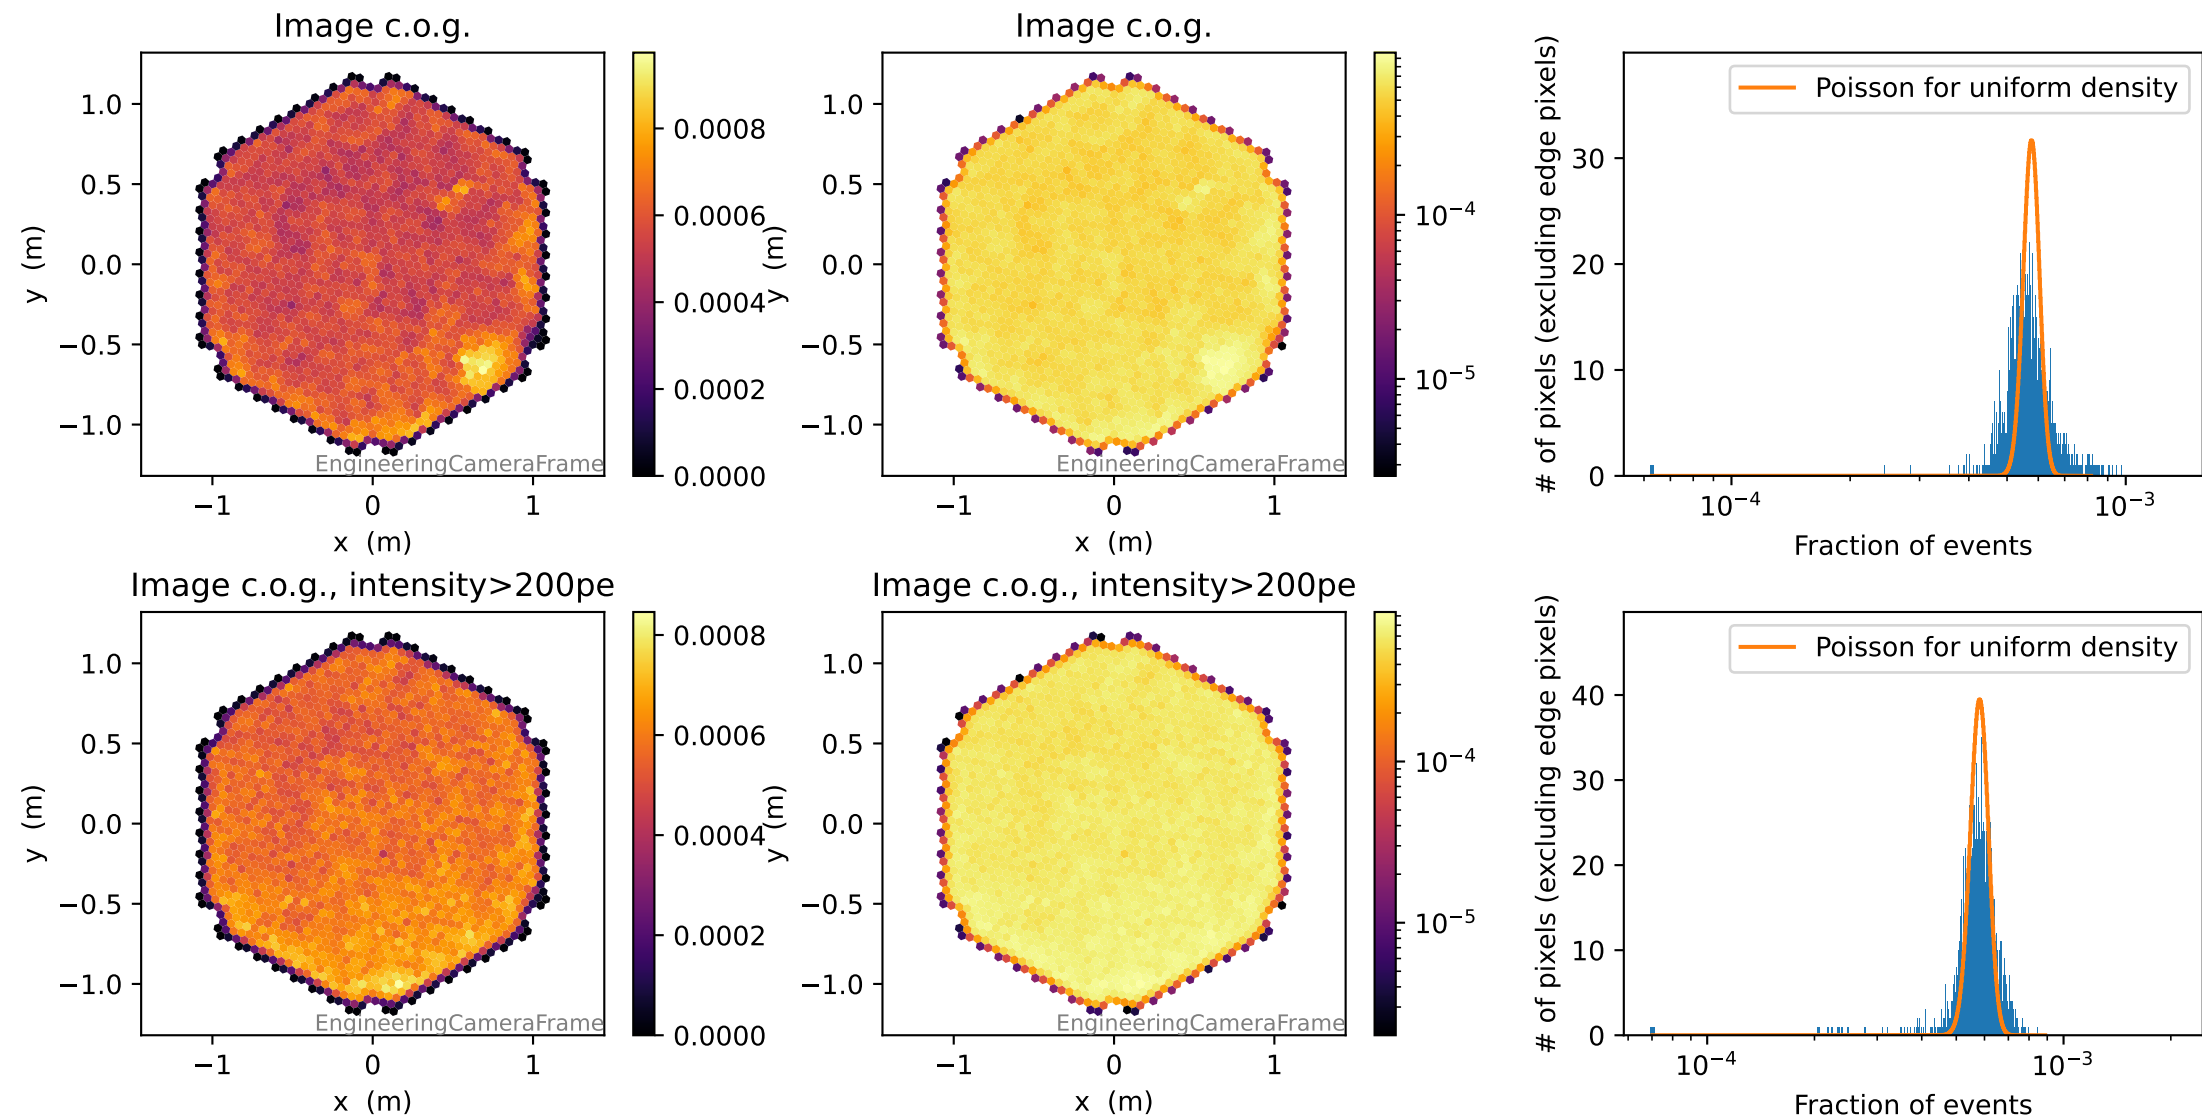 Image c.o.g.
1.0
0.5
0.0
−0.5
−1.0
y (m)
−1
0
1
x (m)
EngineeringCameraFrame
0.0008
0.0006
0.0004
0.0002
0.0000
Image c.o.g.
1.0
0.5
0.0
−0.5
−1.0
y (m)
−1
0
1
x (m)
EngineeringCameraFrame
10⁻⁴
10⁻⁵
# of pixels (excluding edge pixels)
30
20
10
0
Poisson for uniform density
10⁻⁴
10⁻³
Fraction of events
Image c.o.g., intensity>200pe
1.0
0.5
0.0
−0.5
−1.0
y (m)
−1
0
1
x (m)
EngineeringCameraFrame
0.0008
0.0006
0.0004
0.0002
0.0000
Image c.o.g., intensity>200pe
1.0
0.5
0.0
−0.5
−1.0
y (m)
−1
0
1
x (m)
EngineeringCameraFrame
10⁻⁴
10⁻⁵
# of pixels (excluding edge pixels)
40
30
20
10
0
Poisson for uniform density
10⁻⁴
10⁻³
Fraction of events